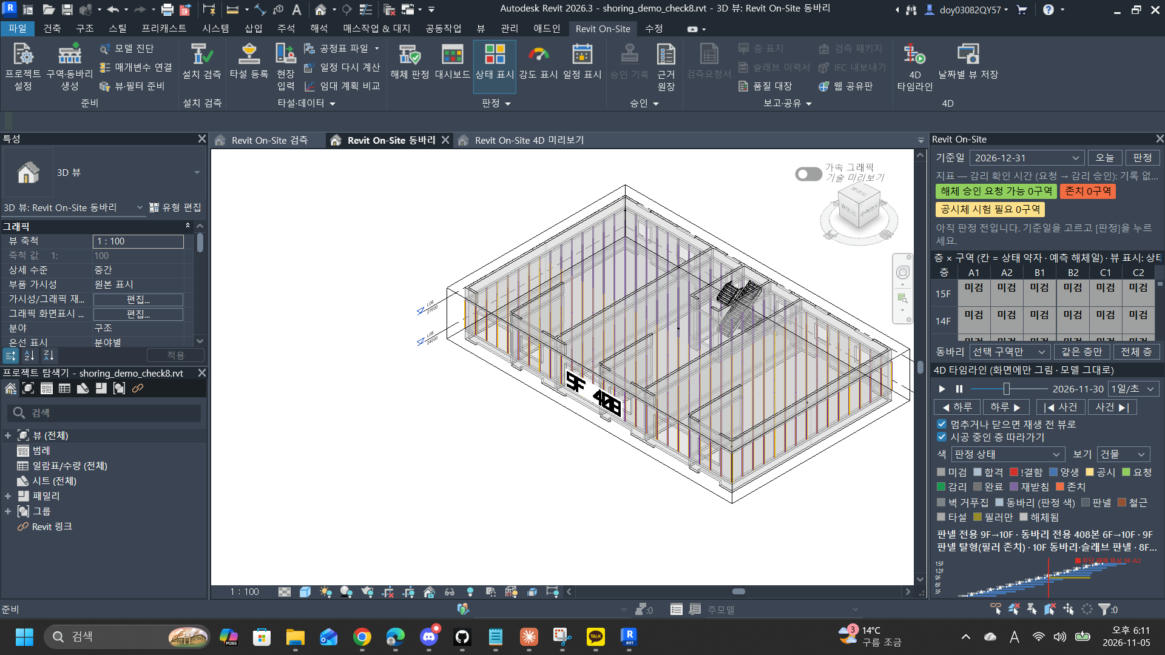 Autodesk Revit 2026.3 - shoring_demo_check8.rvt - 3D 뷰: Revit On-Site 동바리
doy03082QY57
파일 건축 구조 스틸 프리캐스트 시스템 삽입 주석 해석 매스작업 & 대지 공동작업 뷰 관리 애드인 Revit On-Site 수정
프로젝트 설정
구역·동바리 생성
모델 진단
매개변수 연결
뷰·필터 준비
설치 검측
타설 등록
현장 입력
공정표 파일
일정 다시 계산
임대 계획 비교
해체 판정
대시보드
상태 표시
강도 표시
일정 표시
승인 기록
근거 원장
검측요청서
층 표지
슬래브 이력서
품질 대장
검측 패키지
IFC 내보내기
웹 공유판
4D 타임라인
날짜별 뷰 저장
준비 설치 검측 타설·데이터 판정 승인 보고·공유 4D
특성
3D 뷰
3D 뷰: Revit On-Site 동바리 유형 편집
그래픽
뷰 축척 1 : 100
축척 값 1: 100
상세 수준 중간
부품 가시성 원본 표시
가시성/그래픽 재... 편집...
그래픽 화면표시 ... 편집...
분야 구조
은선 표시 분야별
적용
프로젝트 탐색기 - shoring_demo_check8.rvt
검색
뷰 (전체)
범례
일람표/수량 (전체)
시트 (전체)
패밀리
그룹
Revit 링크
Revit On-Site 검측 Revit On-Site 동바리 Revit On-Site 4D 미리보기
가속 그래픽
기술 미리보기
9F 408
1 : 100
Revit On-Site
기준일 2026-12-31 오늘 판정
지표 — 감리 확인 시간 (요청 → 감리 승인): 기록 없...
해체 승인 요청 가능 0구역 존치 0구역
공시체 시험 필요 0구역
아직 판정 전입니다. 기준일을 고르고 [판정]을 누르세요.
층 × 구역 (칸 = 상태 약자 · 예측 해체일) · 뷰 표시: 상태
층 A1 A2 B1 B2 C1 C2
15F 미검 미검 미검 미검 미검 미검
14F 미검 미검 미검 미검 미검 미검
동바리 선택 구역만 같은 층만 전체 층
4D 타임라인 (화면에만 그림 · 모델 그대로)
2026-11-30 1일/초
◀ 하루 하루 ▶ |◀ 사건 사건 ▶|
멈추거나 닫으면 재생 전 뷰로
시공 중인 층 따라가기
색 판정 상태 보기 건물
미검 합격 !결함 양생 공시 요청
감리 완료 재받침 존치
벽 거푸집 동바리 (판정 색) 판넬 철근
타설 필러만 해체됨
판넬 전용 9F→10F · 동바리 전용 408본 6F→10F · 9F
판넬 탈형(필러 존치) · 10F 동바리·슬래브 판넬 · 8F...
준비
:0
주모델
:0
검색
3
14°C
구름 조금
오후 6:11
2026-11-05